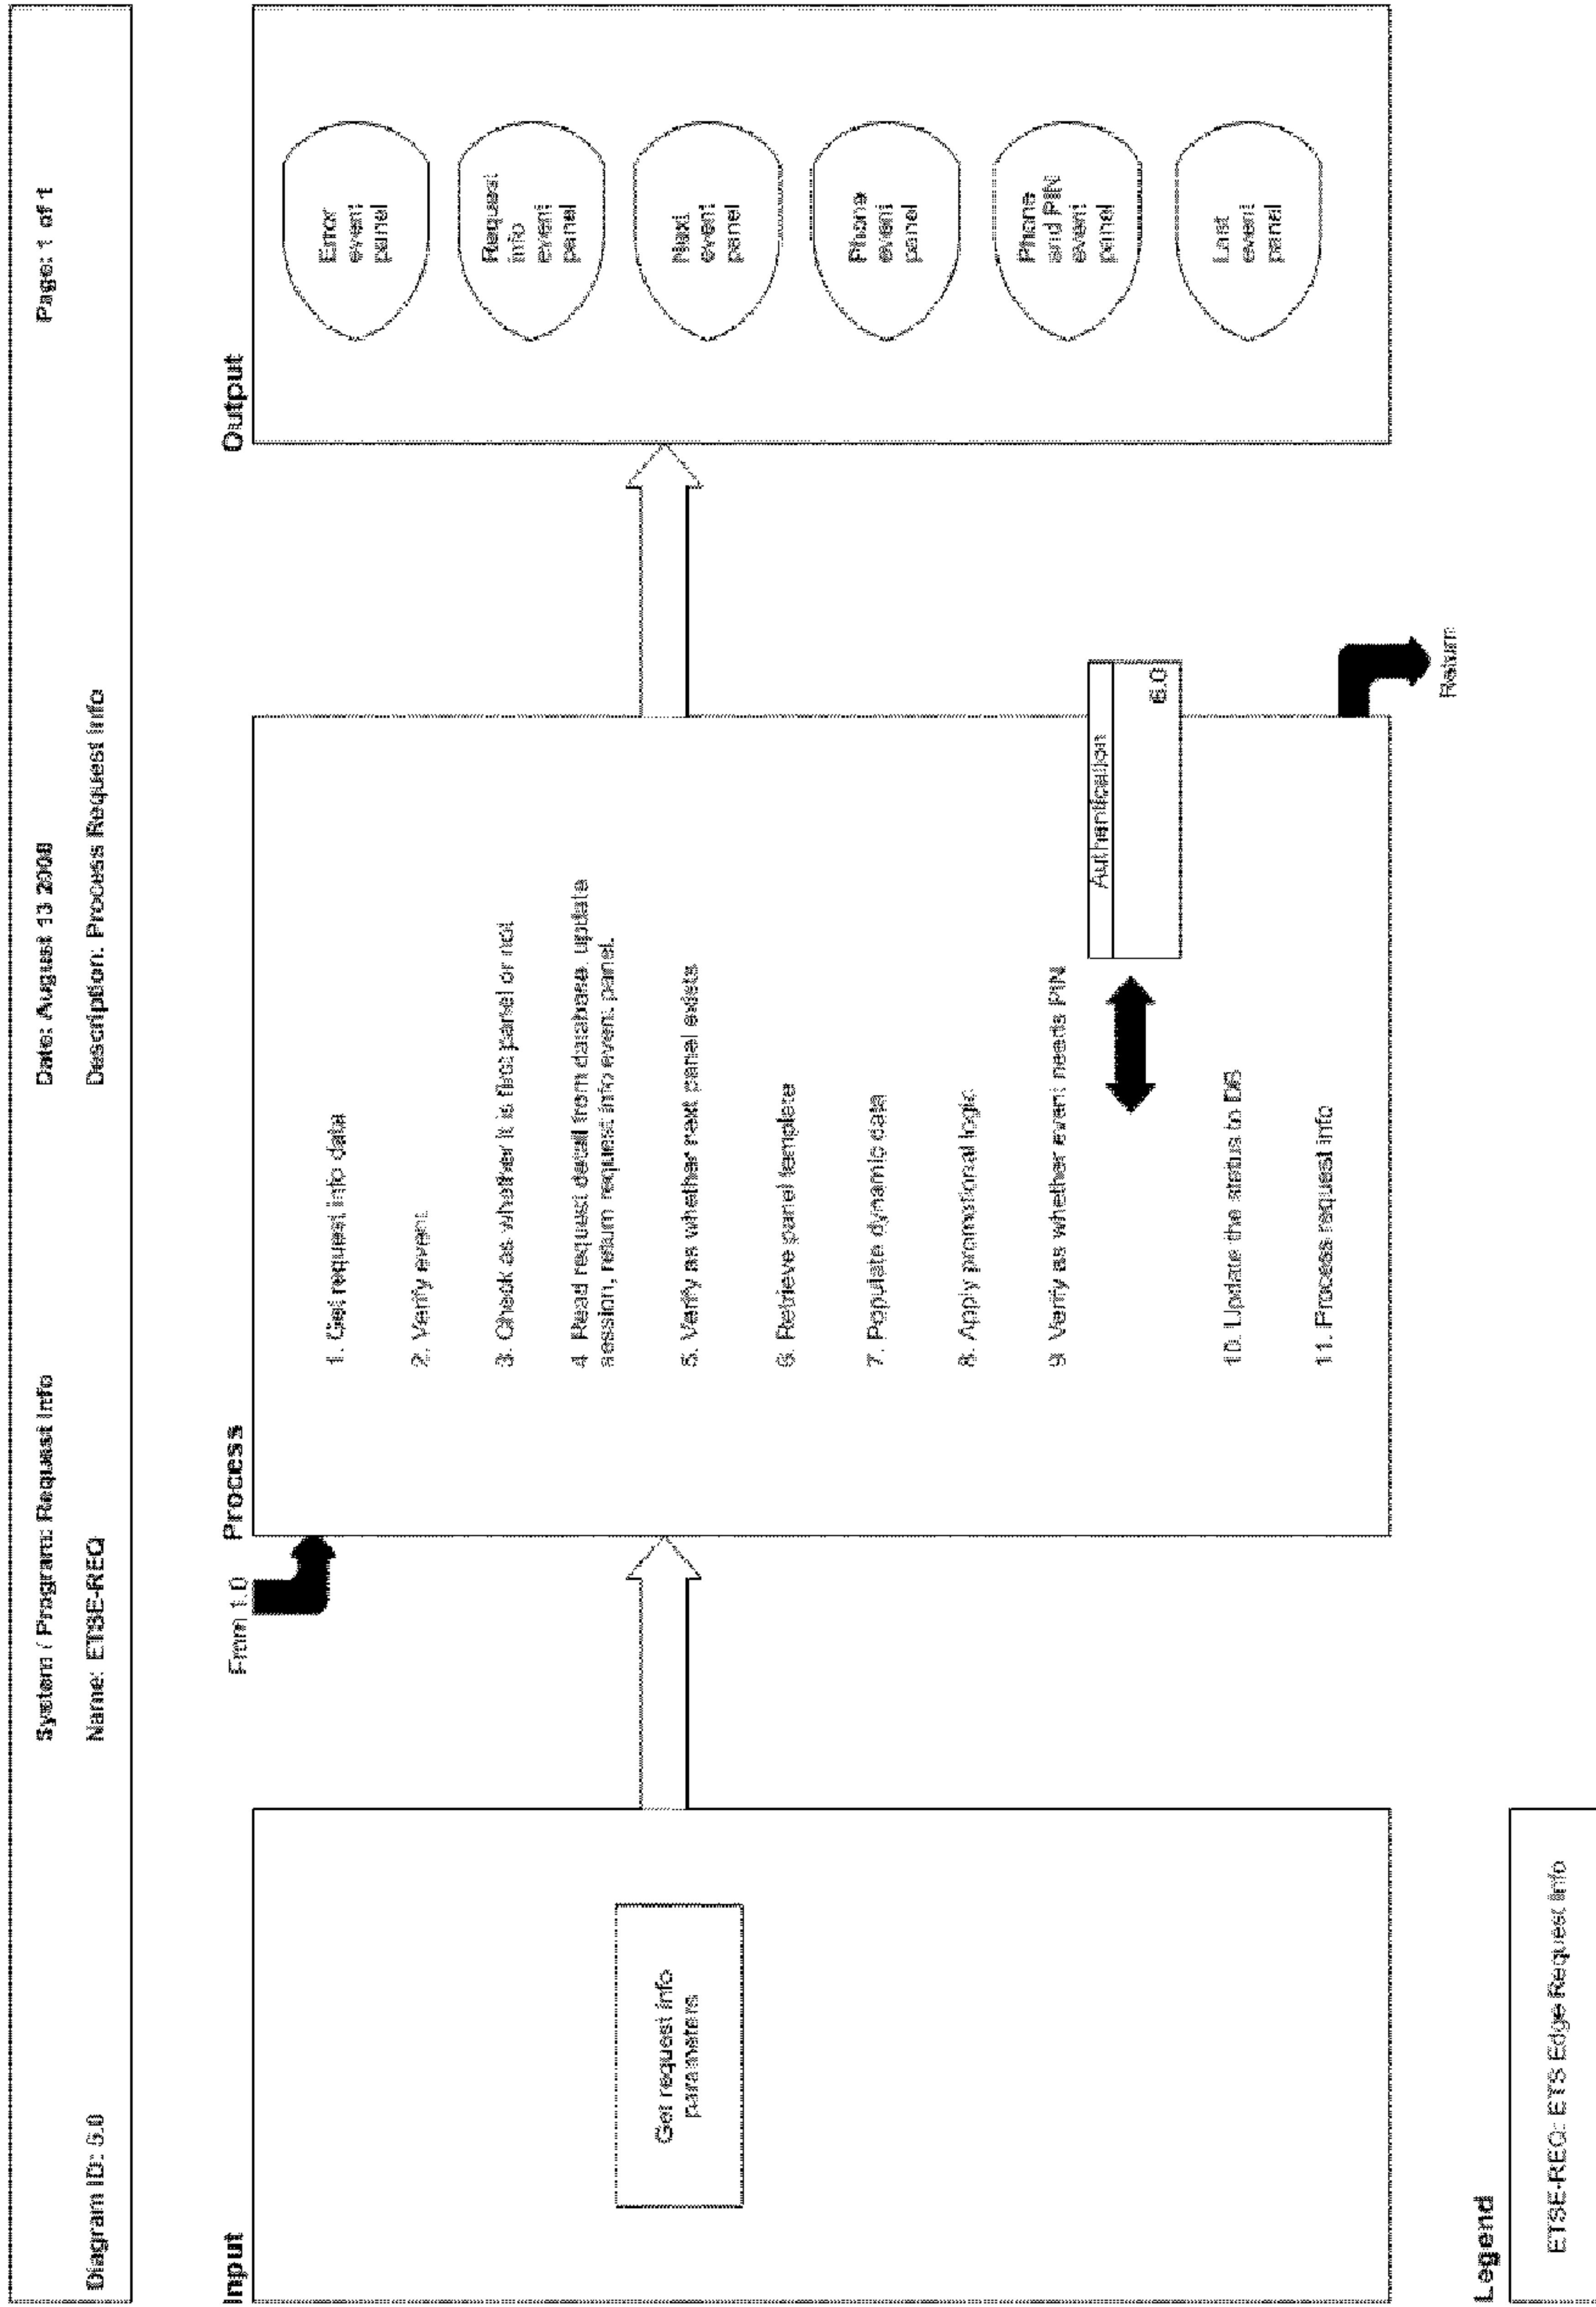 System / Program: Request Info
Date: August 13 2008
Page: 1 of 1
Diagram ID: 5.0
Name: ETSE-REQ
Description: Process Request Info
Input
From 1.0
Process
Output
Get request info
parameters
1. Get request info data
2. Verify event
3. Check as whether it is first panel or not
4. Read request detail from database, update
session, return request info event panel.
5. Verify as whether next panel exists
6. Retrieve panel template
7. Populate dynamic data
8. Apply promotional logic
9. Verify as whether event needs PIN
Authentication
6.0
10. Update the status to DB
11. Process request info
Return
Error
event
panel
Request
info
event
panel
Next
event
panel
Phone
event
panel
Phone
and PIN
event
panel
Last
event
panel
Legend
ETSE-REQ: ETS Edge Request Info